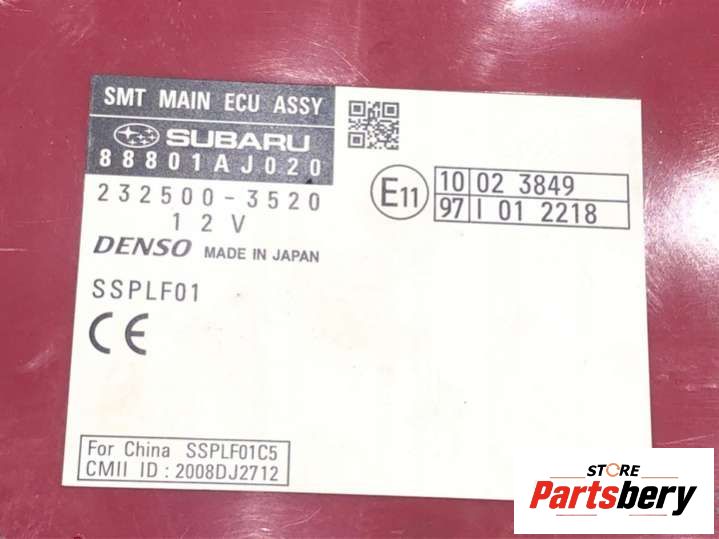 SMT MAIN ECU ASSY
SUBARU
88801AJ020
232500-3520
12V
DENSO MADE IN JAPAN
SSPLF01
CE
E11
10 02 3849
97 I 01 2218
For China SSPLF01C5
CMII ID : 2008DJ2712
STORE
Partsbery